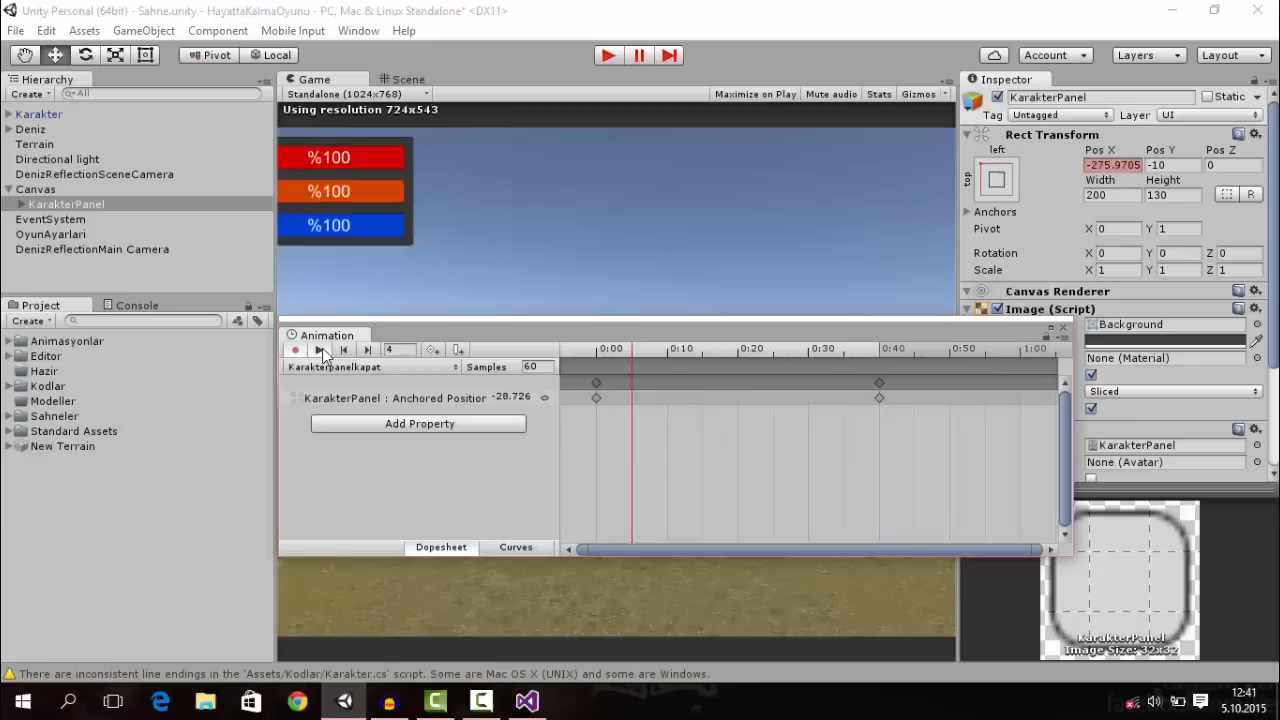 Unity Personal (64bit) - Sahne.unity - HayattaKalmaOyunu - PC, Mac & Linux Standalone* <DX11>
File Edit Assets GameObject Component Mobile Input Window Help
Pivot Local Account Layers Layout
Hierarchy
Create All
Karakter
Deniz
Terrain
Directional light
DenizReflectionSceneCamera
Canvas
KarakterPanel
EventSystem
OyunAyarlari
DenizReflectionMain Camera
Project Console
Create
Animasyonlar
Editor
Hazir
Kodlar
Modeller
Sahneler
Standard Assets
New Terrain
Game Scene
Standalone (1024x768) Maximize on Play Mute audio Stats Gizmos
Using resolution 724x543
%100
%100
%100
Animation
4 0:00 0:10 0:20 0:30 0:40 0:50 1:00
Karakterpanelkapat Samples 60
KarakterPanel : Anchored Position -28.726
Add Property
Dopesheet Curves
Inspector
KarakterPanel Static
Tag Untagged Layer UI
Rect Transform
left Pos X Pos Y Pos Z
top -275.9705 -10 0
Width Height
200 130 R
Anchors
Pivot X 0 Y 1
Rotation X 0 Y 0 Z 0
Scale X 1 Y 1 Z 1
Canvas Renderer
Image (Script)
Background
None (Material)
Sliced
KarakterPanel
None (Avatar)
KarakterPanel
Image Size: 32x32
There are inconsistent line endings in the 'Assets/Kodlar/Karakter.cs' script. Some are Mac OS X (UNIX) and some are Windows.
12:41
5.10.2015